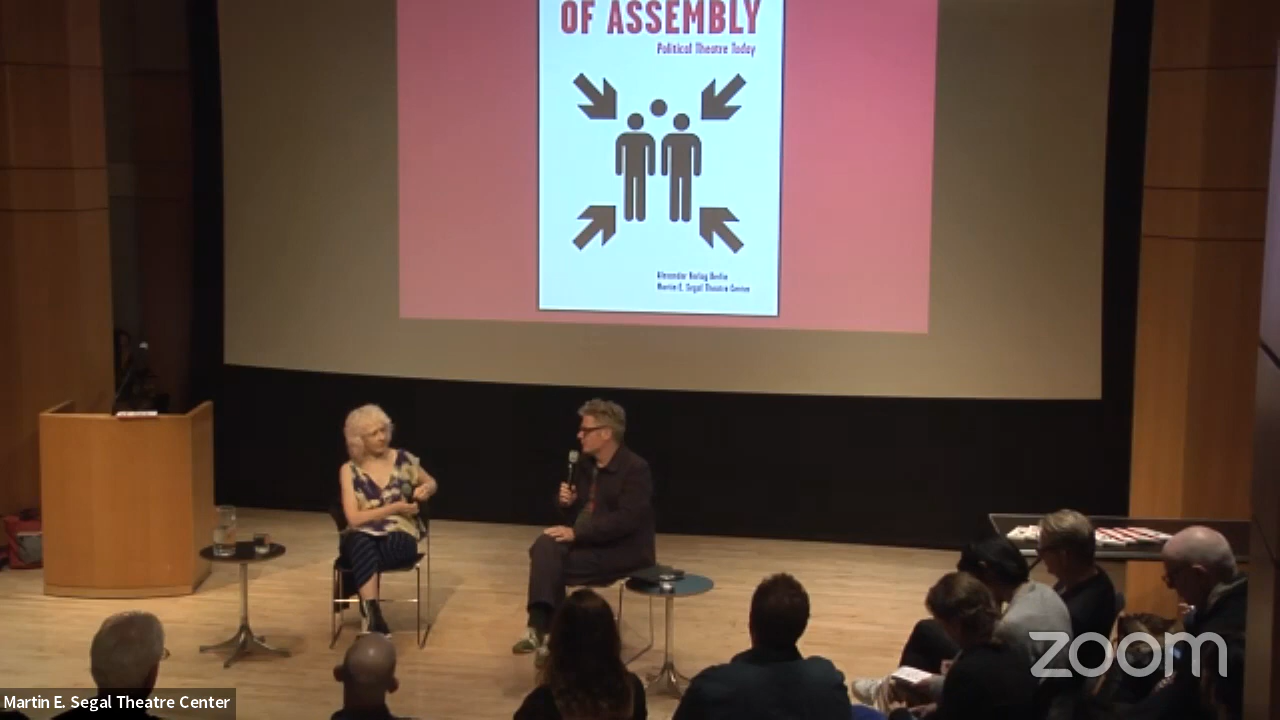 OF ASSEMBLY
Political Theatre Today
Alexander Verlag Berlin
Martin E. Segal Theatre Center
zoom
Martin E. Segal Theatre Center